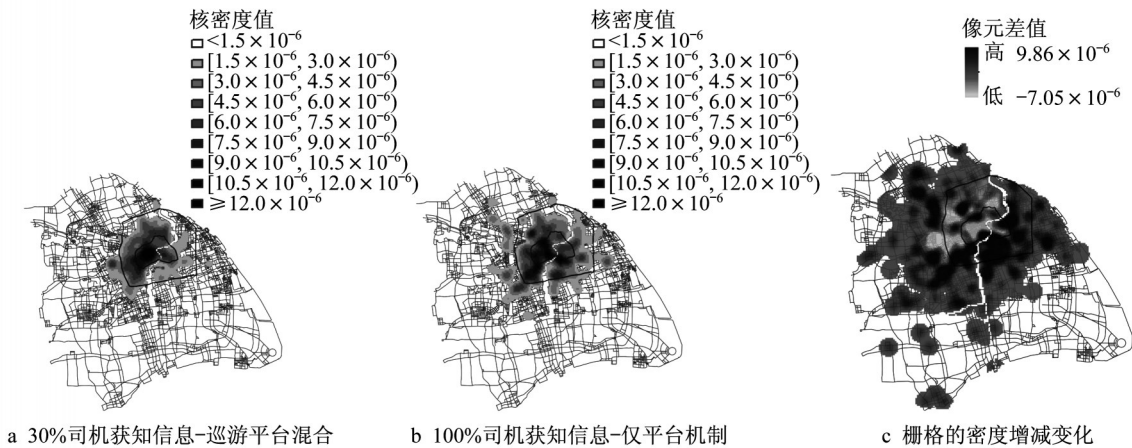 核密度值
<1.5×10⁻⁶
[1.5×10⁻⁶, 3.0×10⁻⁶)
[3.0×10⁻⁶, 4.5×10⁻⁶)
[4.5×10⁻⁶, 6.0×10⁻⁶)
[6.0×10⁻⁶, 7.5×10⁻⁶)
[7.5×10⁻⁶, 9.0×10⁻⁶)
[9.0×10⁻⁶, 10.5×10⁻⁶)
[10.5×10⁻⁶, 12.0×10⁻⁶)
≥12.0×10⁻⁶
a 30%司机获知信息-巡游平台混合
核密度值
<1.5×10⁻⁶
[1.5×10⁻⁶, 3.0×10⁻⁶)
[3.0×10⁻⁶, 4.5×10⁻⁶)
[4.5×10⁻⁶, 6.0×10⁻⁶)
[6.0×10⁻⁶, 7.5×10⁻⁶)
[7.5×10⁻⁶, 9.0×10⁻⁶)
[9.0×10⁻⁶, 10.5×10⁻⁶)
[10.5×10⁻⁶, 12.0×10⁻⁶)
≥12.0×10⁻⁶
b 100%司机获知信息-仅平台机制
像元差值
高 9.86×10⁻⁶
低 −7.05×10⁻⁶
c 栅格的密度增减变化